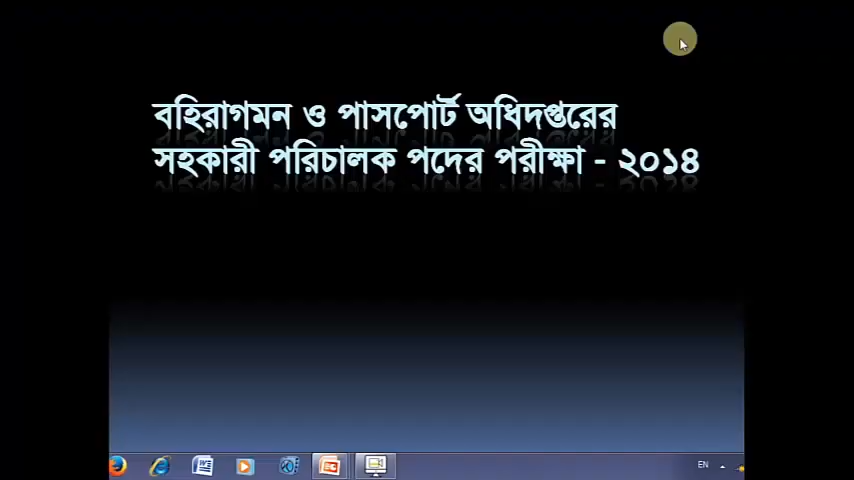 বহিরাগমন ও পাসপোর্ট অধিদপ্তরের
সহকারী পরিচালক পদের পরীক্ষা - ২০১৪
EN